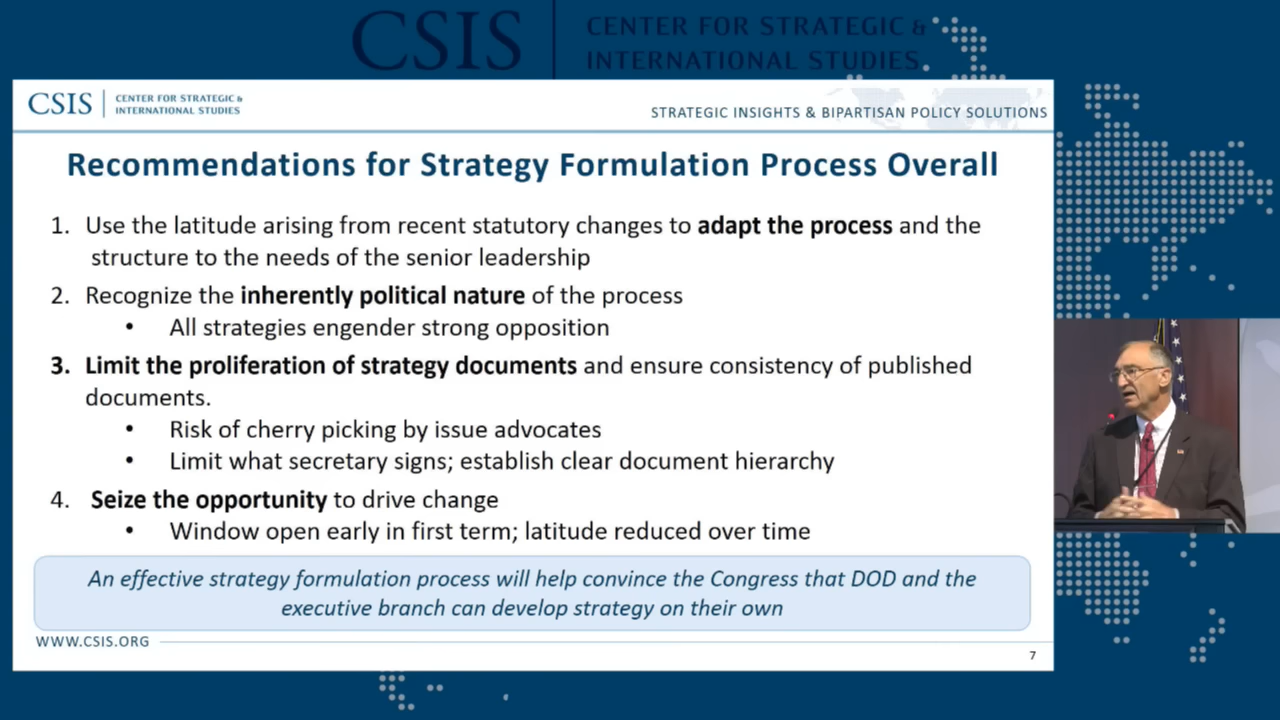 CSIS
CENTER FOR STRATEGIC &
INTERNATIONAL STUDIES
CSIS
CENTER FOR STRATEGIC &
INTERNATIONAL STUDIES
STRATEGIC INSIGHTS & BIPARTISAN POLICY SOLUTIONS
Recommendations for Strategy Formulation Process Overall
1. Use the latitude arising from recent statutory changes to adapt the process and the
structure to the needs of the senior leadership
2. Recognize the inherently political nature of the process
• All strategies engender strong opposition
3. Limit the proliferation of strategy documents and ensure consistency of published
documents.
• Risk of cherry picking by issue advocates
• Limit what secretary signs; establish clear document hierarchy
4. Seize the opportunity to drive change
• Window open early in first term; latitude reduced over time
An effective strategy formulation process will help convince the Congress that DOD and the
executive branch can develop strategy on their own
WWW.CSIS.ORG
7